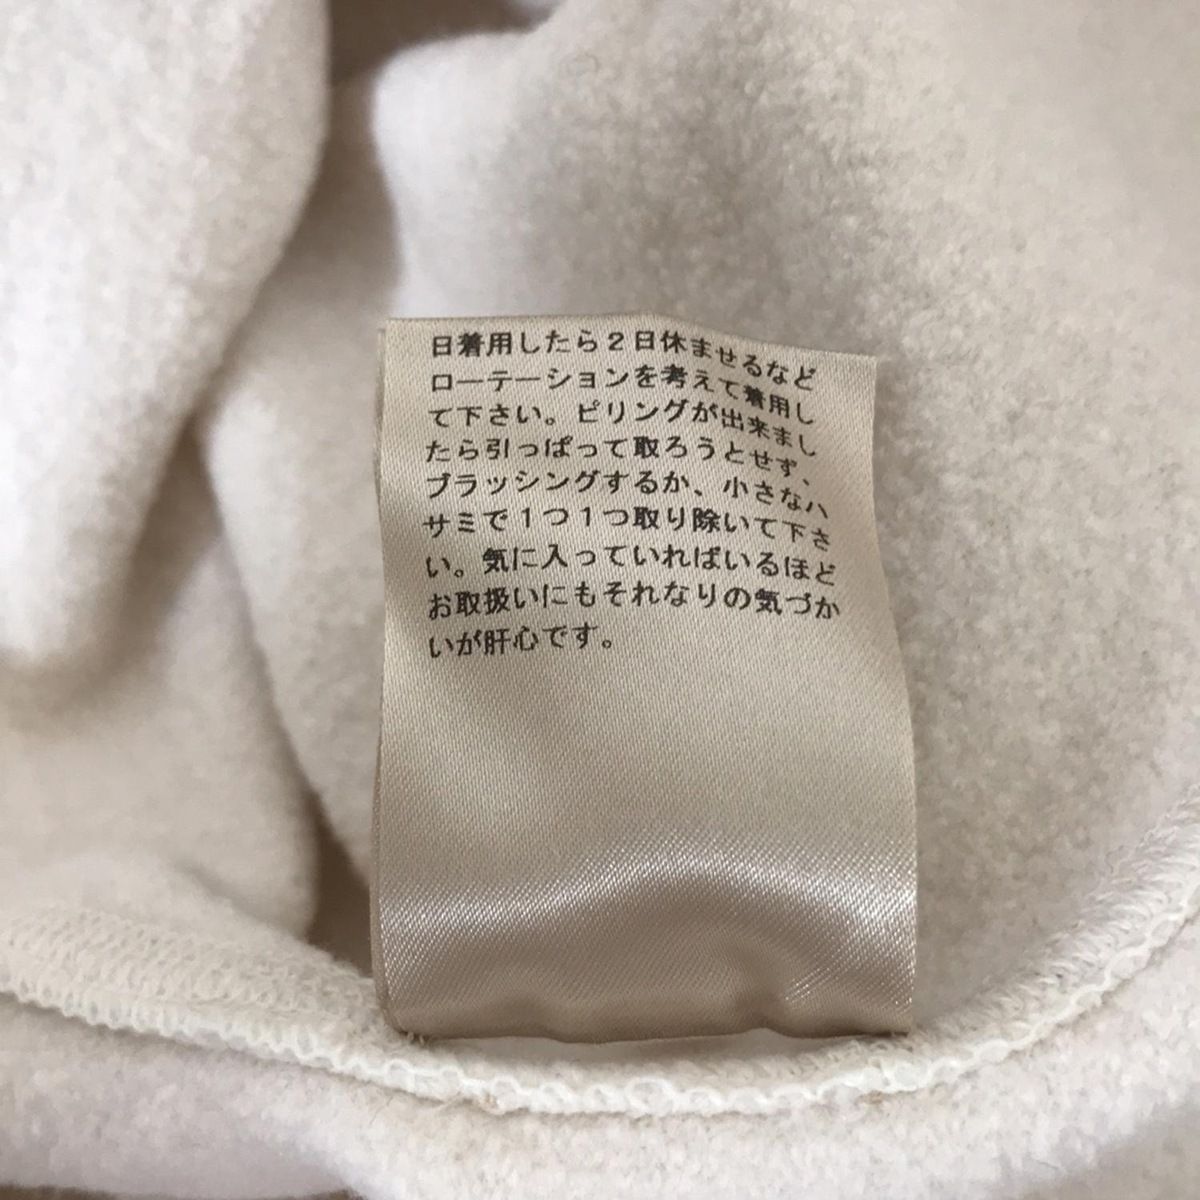 日着用したら2日休ませるなど
ローテーションを考えて着用し
て下さい。ピリングが出来まし
たら引っぱって取ろうとせず、
ブラッシングするか、小さなハ
サミで1つ1つ取り除いて下さ
い。気に入っていればいるほど
お取扱いにもそれなりの気づか
いが肝心です。